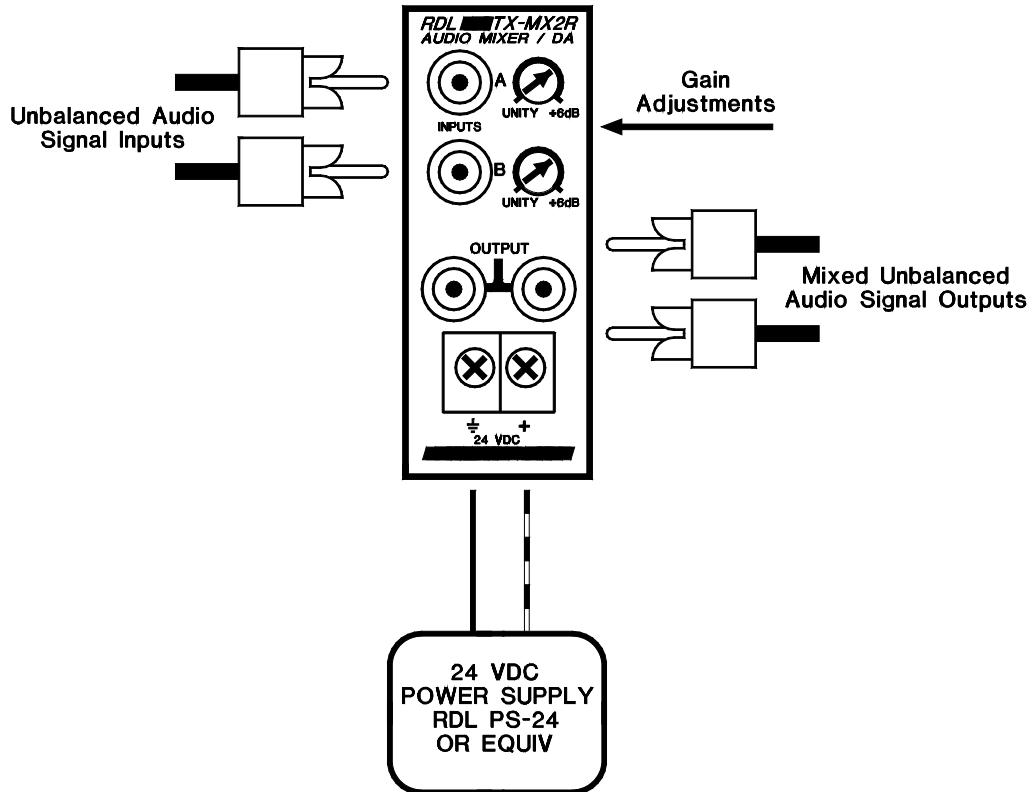 RDL TX-MX2R
AUDIO MIXER / DA
A
UNITY +6dB
INPUTS
B
UNITY +6dB
OUTPUT
+
24 VDC
Unbalanced Audio
Signal Inputs
Gain
Adjustments
Mixed Unbalanced
Audio Signal Outputs
24 VDC
POWER SUPPLY
RDL PS-24
OR EQUIV